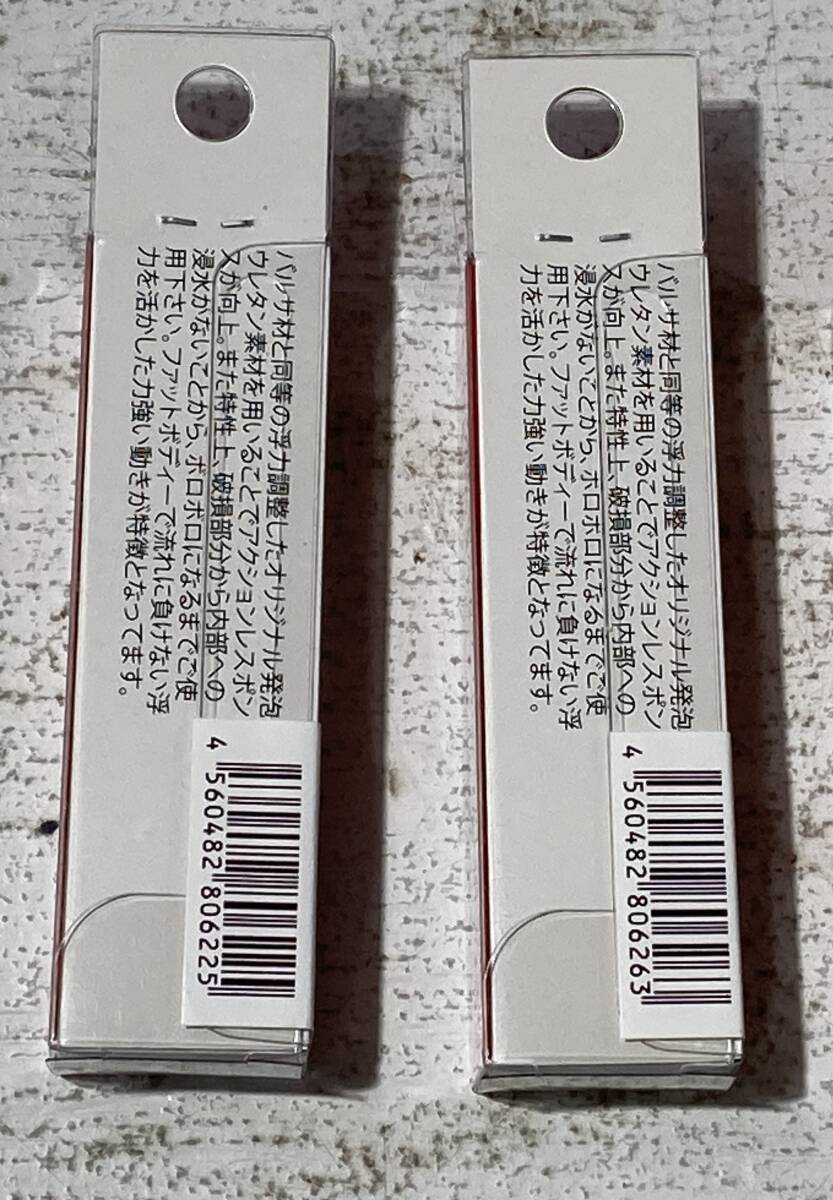 バルサ材と同等の浮力調整したオリジナル発泡
ウレタン素材を用いることでアクションレスポン
スが向上。また特性上、破損部分から内部への
浸水がないことから、ボロボロになるまでご使
用下さい。ファットボディーで流れに負けない浮
力を活かした力強い動きが特徴となってます。
4 560482 806225
バルサ材と同等の浮力調整したオリジナル発泡
ウレタン素材を用いることでアクションレスポン
スが向上。また特性上、破損部分から内部への
浸水がないことから、ボロボロになるまでご使
用下さい。ファットボディーで流れに負けない浮
力を活かした力強い動きが特徴となってます。
4 560482 806263